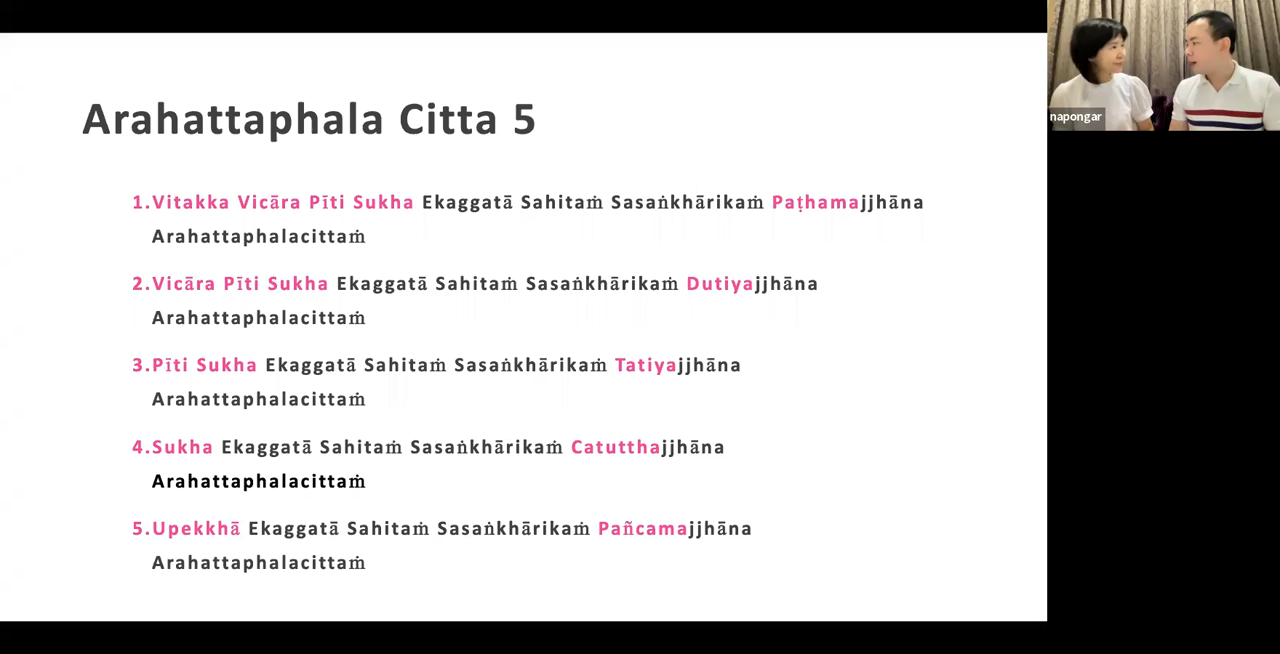 Arahattaphala Citta 5
napongar
1.Vitakka Vicāra Pīti Sukha Ekaggatā Sahitaṁ Sasaṅkhārikaṁ Paṭhamajjhāna
Arahattaphalacittaṁ
2.Vicāra Pīti Sukha Ekaggatā Sahitaṁ Sasaṅkhārikaṁ Dutiyajjhāna
Arahattaphalacittaṁ
3.Pīti Sukha Ekaggatā Sahitaṁ Sasaṅkhārikaṁ Tatiyajjhāna
Arahattaphalacittaṁ
4.Sukha Ekaggatā Sahitaṁ Sasaṅkhārikaṁ Catutthajjhāna
Arahattaphalacittaṁ
5.Upekkhā Ekaggatā Sahitaṁ Sasaṅkhārikaṁ Pañcamajjhāna
Arahattaphalacittaṁ